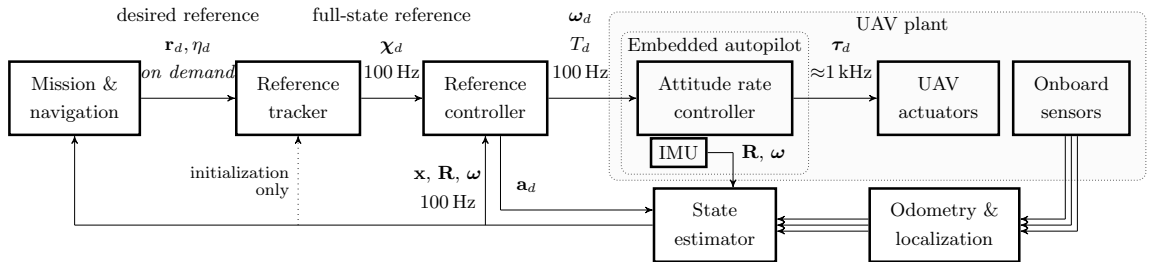 desired reference
full-state reference
𝐫_d, η_d
on demand
𝝌_d
100 Hz
𝝎_d
T_d
100 Hz
UAV plant
Embedded autopilot
𝝉_d
≈1 kHz
Mission &
navigation
Reference
tracker
Reference
controller
Attitude rate
controller
UAV
actuators
Onboard
sensors
IMU
𝐑, 𝝎
initialization
only
𝐱, 𝐑, 𝝎
100 Hz
𝐚_d
State
estimator
Odometry &
localization